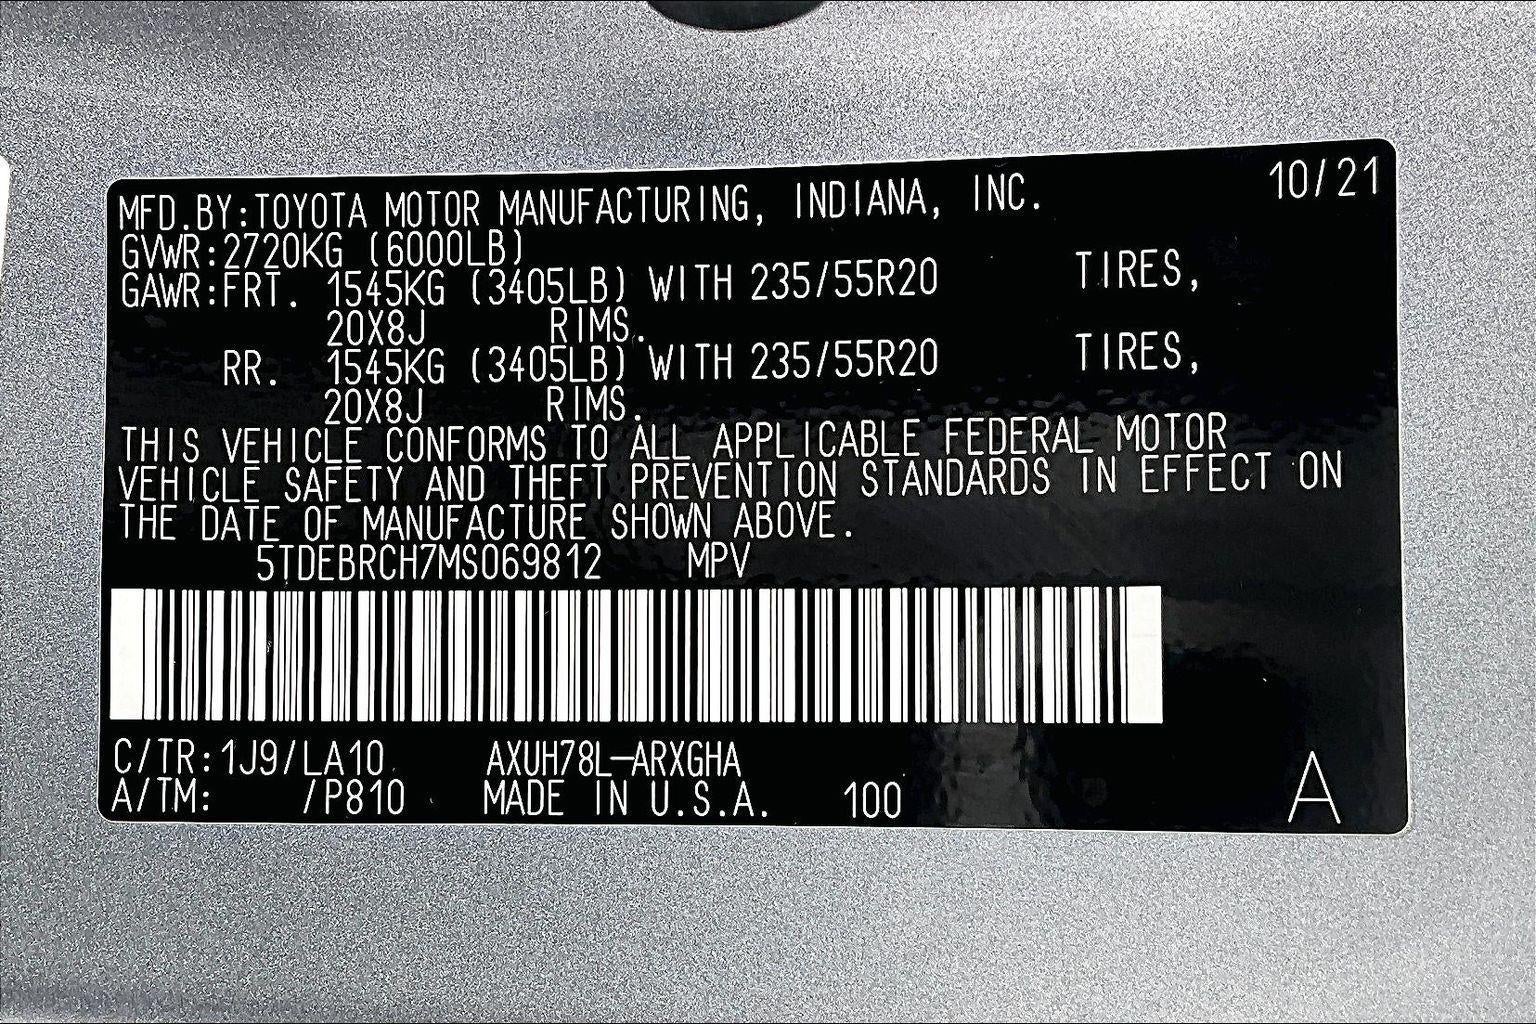 MFD.BY:TOYOTA MOTOR MANUFACTURING, INDIANA, INC. 10/21
GVWR:2720KG (6000LB)
GAWR:FRT. 1545KG (3405LB) WITH 235/55R20 TIRES,
20X8J RIMS.
RR. 1545KG (3405LB) WITH 235/55R20 TIRES,
20X8J RIMS.
THIS VEHICLE CONFORMS TO ALL APPLICABLE FEDERAL MOTOR
VEHICLE SAFETY AND THEFT PREVENTION STANDARDS IN EFFECT ON
THE DATE OF MANUFACTURE SHOWN ABOVE.
5TDEBRCH7MS069812 MPV
C/TR:1J9/LA10 AXUH78L-ARXGHA
A/TM: /P810 MADE IN U.S.A. 100 A